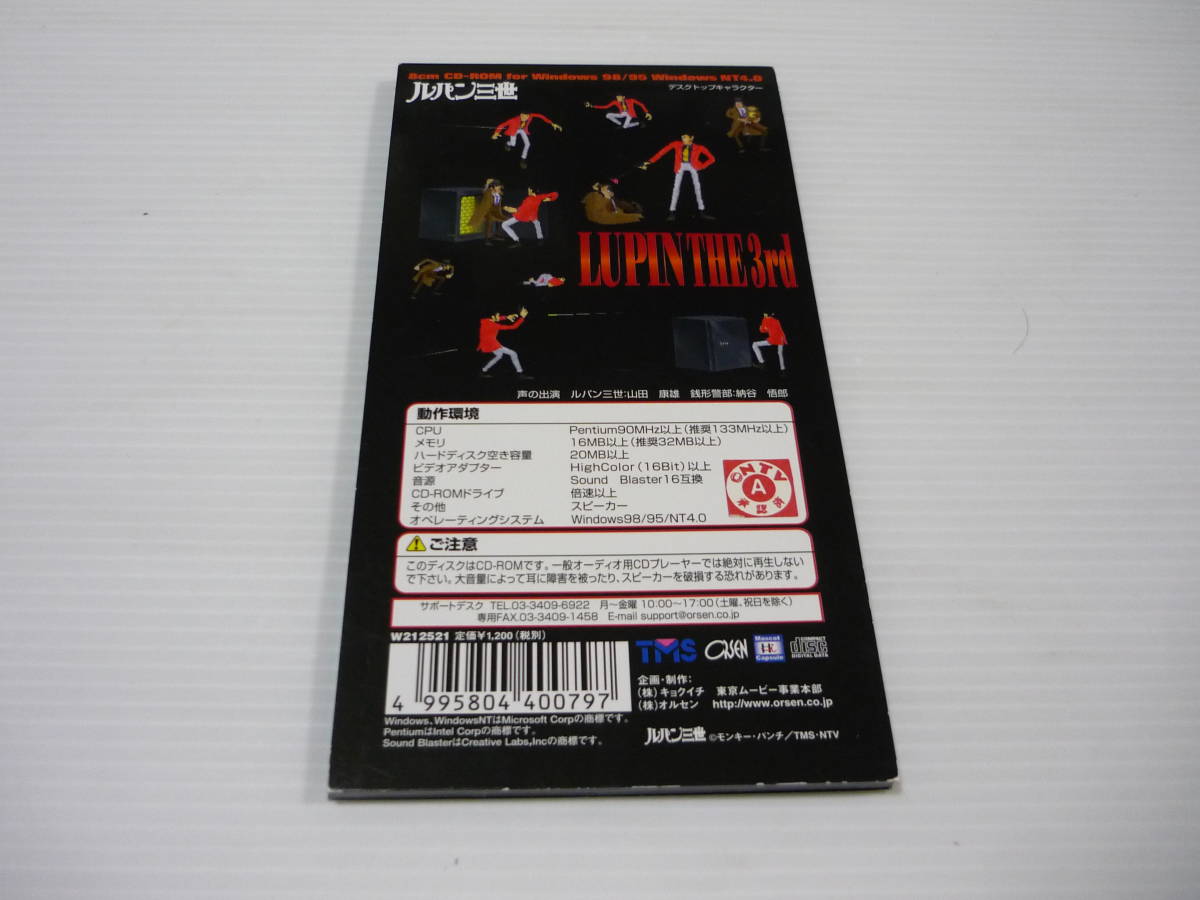 8cm CD-ROM for Windows 98/95 Windows NT4.0
ルパン三世
デスクトップキャラクター
LUPIN THE 3rd
声の出演 ルパン三世:山田 康雄 銭形警部:納谷 悟郎
動作環境
CPU Pentium90MHz以上(推奨133MHz以上)
メモリ 16MB以上(推奨32MB以上)
ハードディスク空き容量 20MB以上
ビデオアダプター HighColor(16Bit)以上
音源 Sound Blaster16互換
CD-ROMドライブ 倍速以上
その他 スピーカー
オペレーティングシステム Windows98/95/NT4.0
©NTV
A
承認済
ご注意
このディスクはCD-ROMです。一般オーディオ用CDプレーヤーでは絶対に再生しない
で下さい。大音量によって耳に障害を被ったり、スピーカーを破損する恐れがあります。
サポートデスク TEL.03-3409-6922 月〜金曜 10:00〜17:00(土曜、祝日を除く)
専用FAX.03-3409-1458 E-mail support@orsen.co.jp
W212521 定価¥1,200(税別)
4 995804 400797
TMS
ORSEN
Mascot
Capsule
COMPACT
disc
DIGITAL DATA
企画・制作:
(株)キョクイチ 東京ムービー事業本部
(株)オルセン http://www.orsen.co.jp
Windows、WindowsNTはMicrosoft Corpの商標です。
PentiumはIntel Corpの商標です。
Sound BlasterはCreative Labs,Incの商標です。
ルパン三世 ©モンキー・パンチ/TMS・NTV